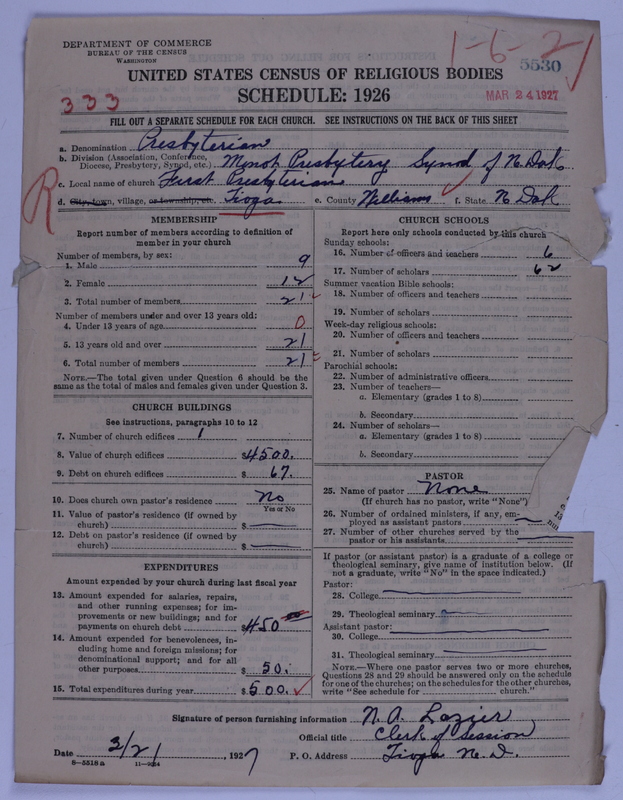 DEPARTMENT OF COMMERCE
BUREAU OF THE CENSUS
WASHINGTON
1-6-2
5530
UNITED STATES CENSUS OF RELIGIOUS BODIES
333
SCHEDULE: 1926
MAR 24 1927
FILL OUT A SEPARATE SCHEDULE FOR EACH CHURCH. SEE INSTRUCTIONS ON THE BACK OF THIS SHEET
a. Denomination Presbyterian
b. Division (Association, Conference, Diocese, Presbytery, Synod, etc.) Minot Presbytery Synod of N. Dak
c. Local name of church First Presbyterian
R
d. City, town, village, or township, etc. Tioga e. County Williams f. State N Dak
MEMBERSHIP
Report number of members according to definition of
member in your church
Number of members, by sex:
1. Male 9
2. Female 12
3. Total number of members 21
Number of members under and over 13 years old:
4. Under 13 years of age 0
5. 13 years old and over 21
6. Total number of members 21
NOTE.—The total given under Question 6 should be the
same as the total of males and females given under Question 3.
CHURCH BUILDINGS
See instructions, paragraphs 10 to 12
7. Number of church edifices 1
8. Value of church edifices $4500.
9. Debt on church edifices $ 67.
10. Does church own pastor's residence No
Yes or No
11. Value of pastor's residence (if owned by
church) $
12. Debt on pastor's residence (if owned by
church) $
EXPENDITURES
Amount expended by your church during last fiscal year
13. Amount expended for salaries, repairs,
and other running expenses; for im-
provements or new buildings; and for
payments on church debt $450
14. Amount expended for benevolences, in-
cluding home and foreign missions; for
denominational support; and for all
other purposes $ 50.
15. Total expenditures during year $500.
CHURCH SCHOOLS
Report here only schools conducted by this church
Sunday schools:
16. Number of officers and teachers 6
17. Number of scholars 62
Summer vacation Bible schools:
18. Number of officers and teachers
19. Number of scholars
Week-day religious schools:
20. Number of officers and teachers
21. Number of scholars
Parochial schools:
22. Number of administrative officers
23. Number of teachers—
a. Elementary (grades 1 to 8)
b. Secondary
24. Number of scholars—
a. Elementary (grades 1 to 8)
b. Secondary
PASTOR
25. Name of pastor None
(If church has no pastor, write "None")
26. Number of ordained ministers, if any, em-
ployed as assistant pastors
27. Number of other churches served by the
pastor or his assistants
If pastor (or assistant pastor) is a graduate of a college or
theological seminary, give name of institution below. (If
not a graduate, write "No" in the space indicated.)
Pastor:
28. College
29. Theological seminary
Assistant pastor:
30. College
31. Theological seminary
NOTE.—Where one pastor serves two or more churches,
Questions 28 and 29 should be answered only on the schedule
for one of the churches; on the schedules for the other churches,
write "See schedule for church."
Signature of person furnishing information N. A. Lazier
Official title Clerk of Session
Date 3/21, 1927 P. O. Address Tioga N. D.
8—5518a 11—9264